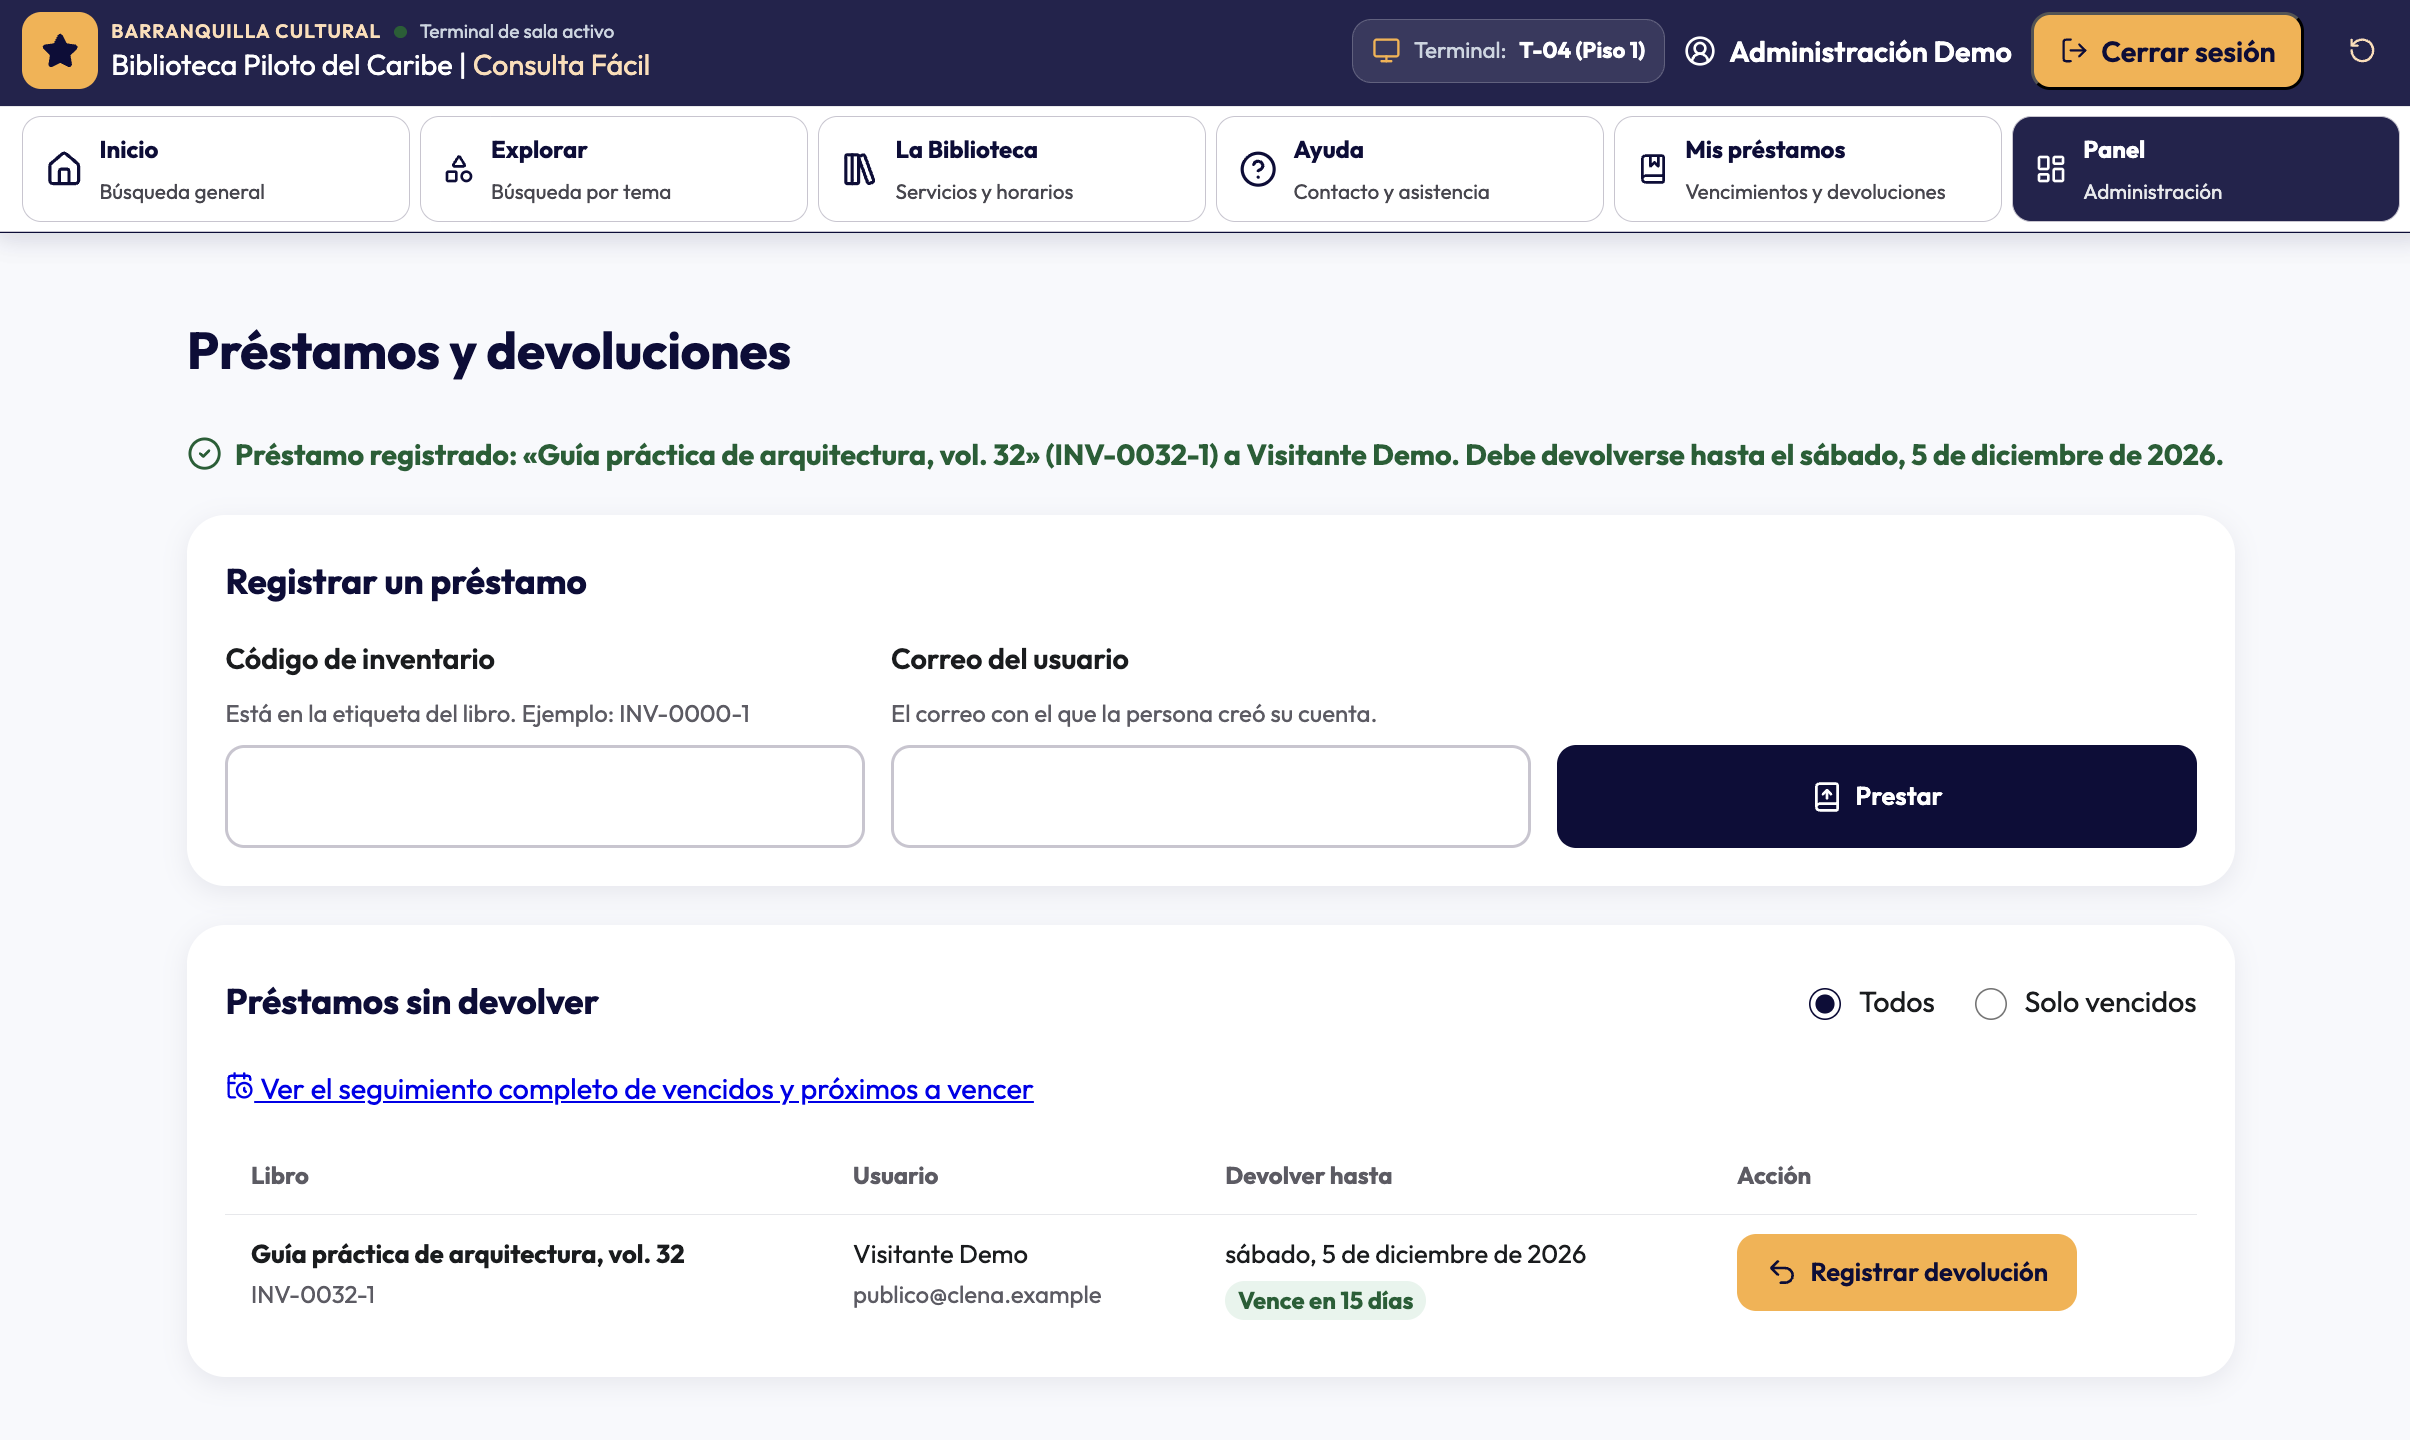 BARRANQUILLA CULTURAL
Terminal de sala activo
Biblioteca Piloto del Caribe | Consulta Fácil
Terminal: T-04 (Piso 1)
Administración Demo
Cerrar sesión
Inicio
Búsqueda general
Explorar
Búsqueda por tema
La Biblioteca
Servicios y horarios
Ayuda
Contacto y asistencia
Mis préstamos
Vencimientos y devoluciones
Panel
Administración
Préstamos y devoluciones
Préstamo registrado: «Guía práctica de arquitectura, vol. 32» (INV-0032-1) a Visitante Demo. Debe devolverse hasta el sábado, 5 de diciembre de 2026.
Registrar un préstamo
Código de inventario
Está en la etiqueta del libro. Ejemplo: INV-0000-1
Correo del usuario
El correo con el que la persona creó su cuenta.
Prestar
Préstamos sin devolver
Todos
Solo vencidos
Ver el seguimiento completo de vencidos y próximos a vencer
Libro
Usuario
Devolver hasta
Acción
Guía práctica de arquitectura, vol. 32
INV-0032-1
Visitante Demo
publico@clena.example
sábado, 5 de diciembre de 2026
Vence en 15 días
Registrar devolución